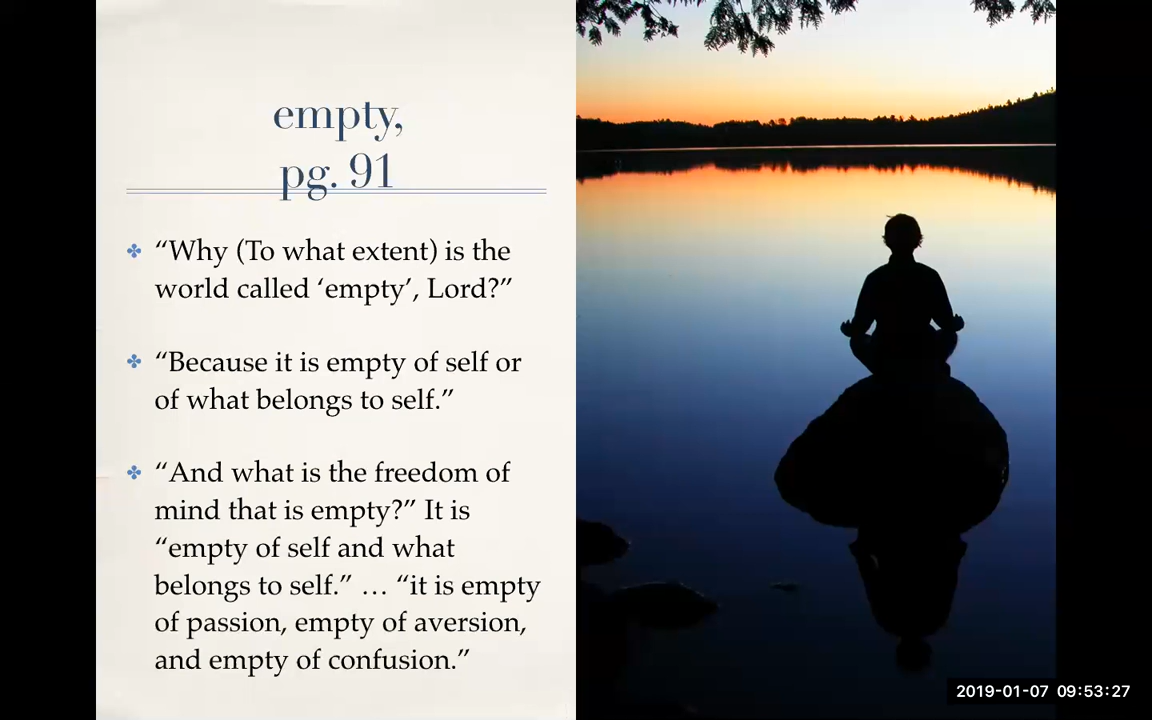 empty,
pg. 91
“Why (To what extent) is the
world called ‘empty’, Lord?”
“Because it is empty of self or
of what belongs to self.”
“And what is the freedom of
mind that is empty?” It is
“empty of self and what
belongs to self.” … “it is empty
of passion, empty of aversion,
and empty of confusion.”
2019-01-07 09:53:27